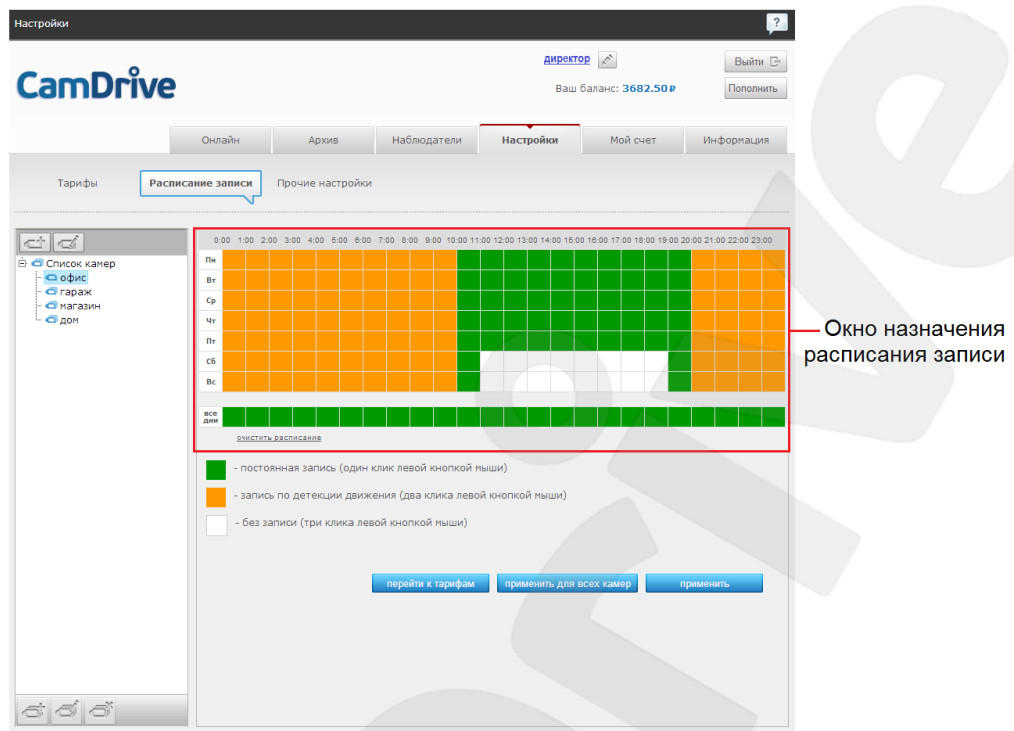 Настройки
?
CamDrive
директор
Выйти
Ваш баланс: 3682.50 ₽
Пополнить
Онлайн Архив Наблюдатели Настройки Мой счет Информация
Тарифы Расписание записи Прочие настройки
0:00 1:00 2:00 3:00 4:00 5:00 6:00 7:00 8:00 9:00 10:00 11:00 12:00 13:00 14:00 15:00 16:00 17:00 18:00 19:00 20:00 21:00 22:00 23:00
Список камер
офис
гараж
магазин
дом
Пн
Вт
Ср
Чт
Пт
Сб
Вс
все дни
очистить расписание
Окно назначения
расписания записи
- постоянная запись (один клик левой кнопкой мыши)
- запись по детекции движения (два клика левой кнопкой мыши)
- без записи (три клика левой кнопкой мыши)
перейти к тарифам применить для всех камер применить